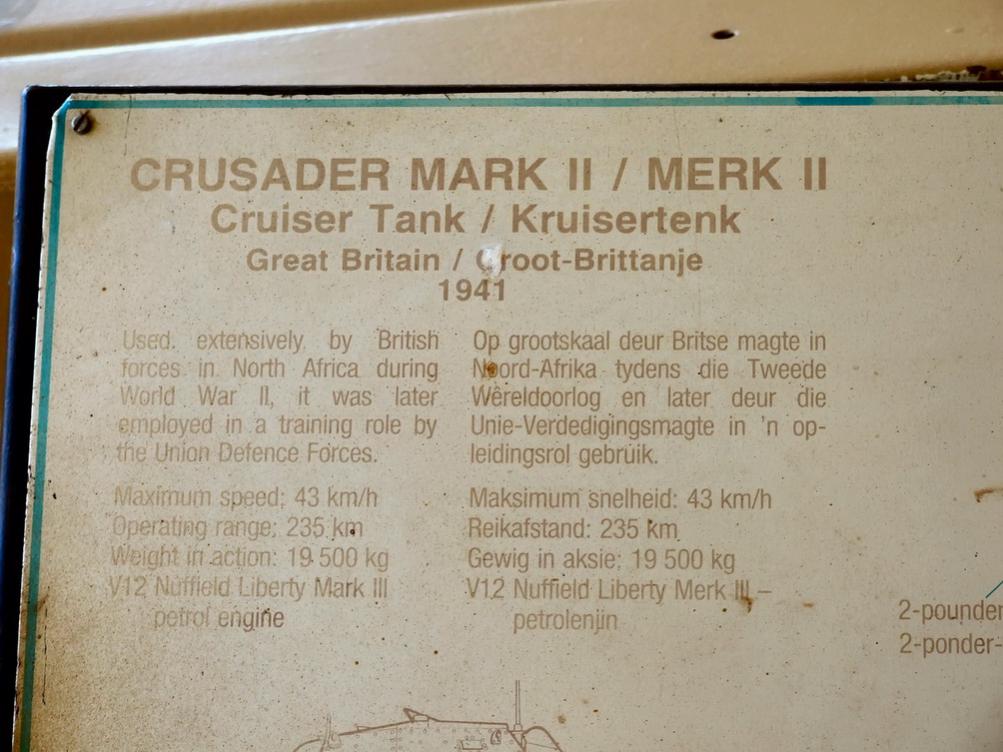 CRUSADER MARK II / MERK II
Cruiser Tank / Kruisertenk
Great Britain / Groot-Brittanje
1941
Used extensively by British
forces in North Africa during
World War II, it was later
employed in a training role by
the Union Defence Forces.
Maximum speed: 43 km/h
Operating range: 235 km
Weight in action: 19 500 kg
V12 Nuffield Liberty Mark III
petrol engine
Op grootskaal deur Britse magte in
Noord-Afrika tydens die Tweede
Wêreldoorlog en later deur die
Unie-Verdedigingsmagte in 'n op-
leidingsrol gebruik.
Maksimum snelheid: 43 km/h
Reikafstand: 235 km
Gewig in aksie: 19 500 kg
V12 Nuffield Liberty Merk III –
petrolenjin
2-pounder
2-ponder-